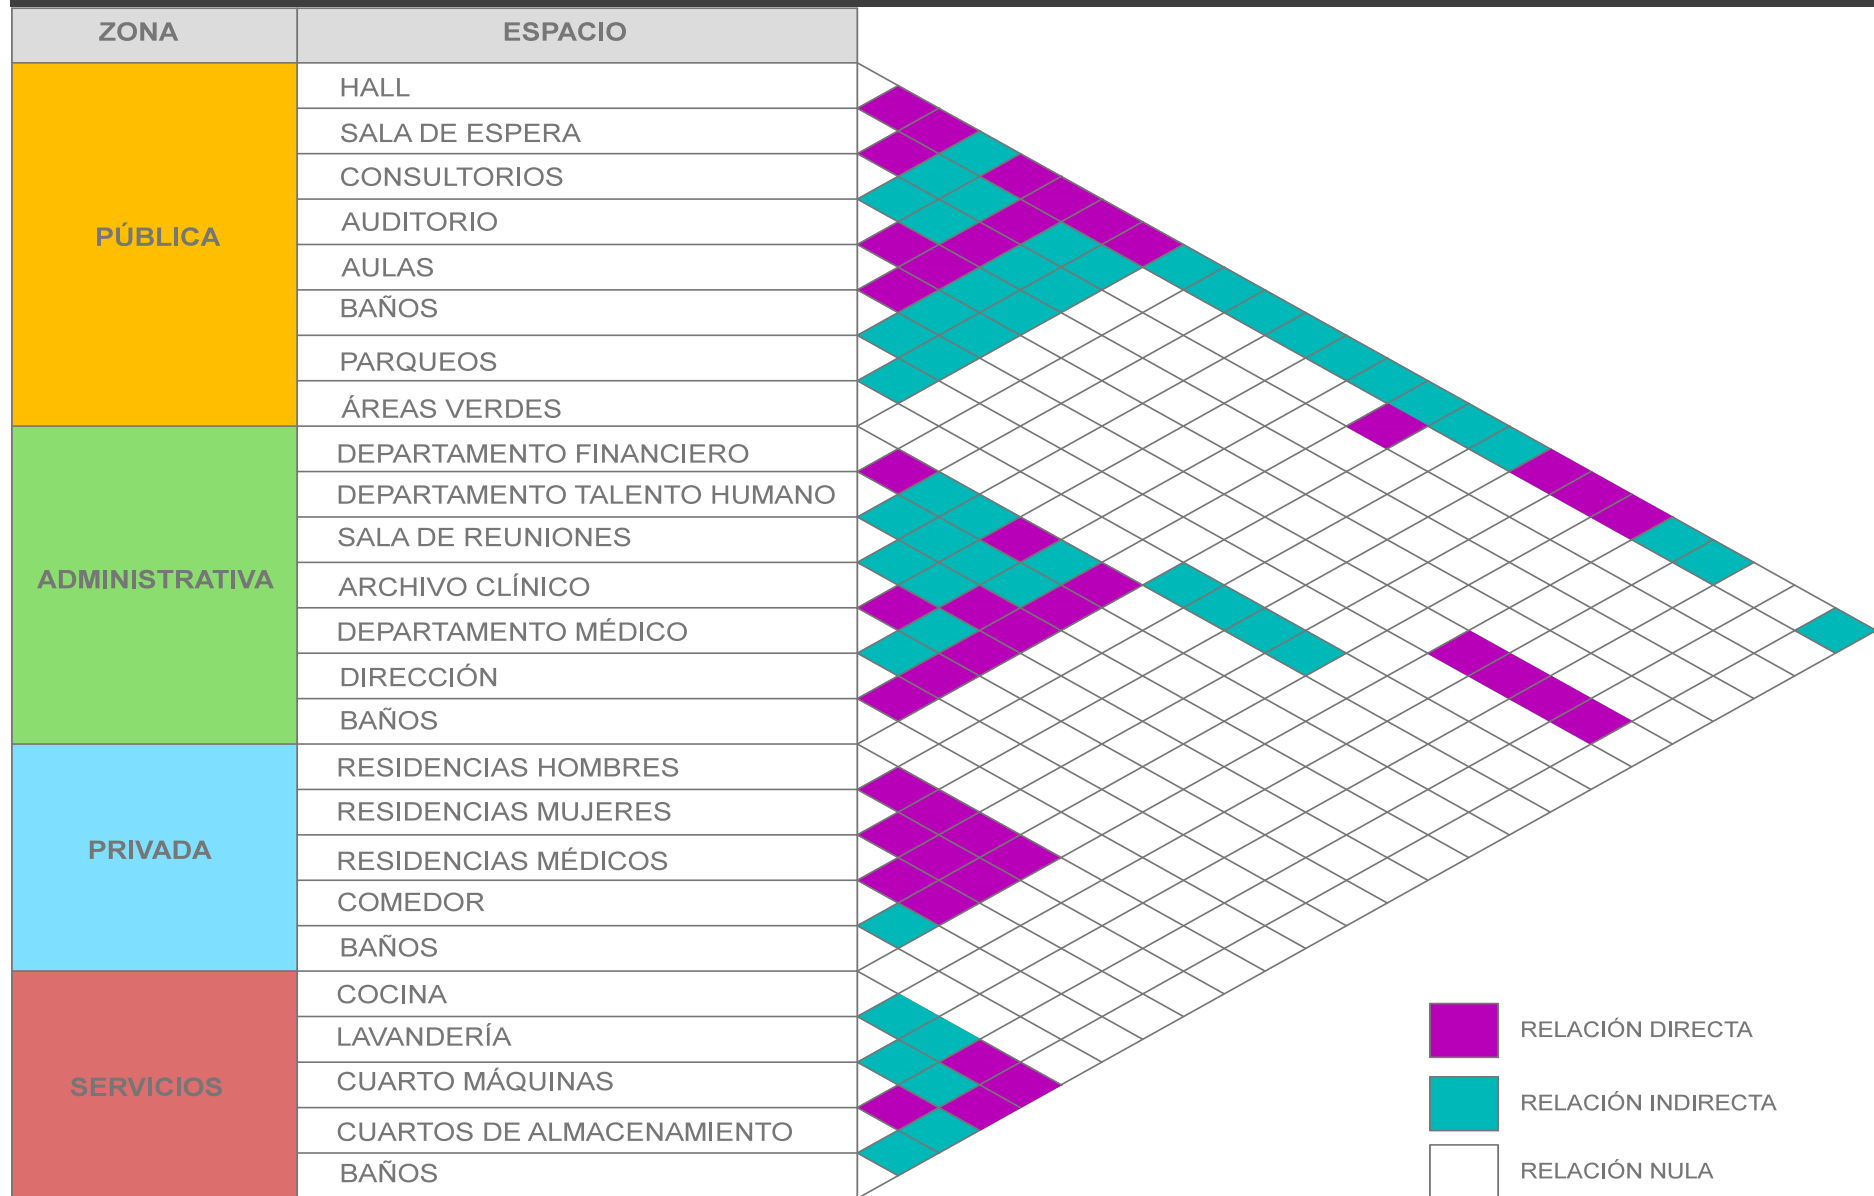 ZONA
ESPACIO
PÚBLICA
HALL
SALA DE ESPERA
CONSULTORIOS
AUDITORIO
AULAS
BAÑOS
PARQUEOS
ÁREAS VERDES
ADMINISTRATIVA
DEPARTAMENTO FINANCIERO
DEPARTAMENTO TALENTO HUMANO
SALA DE REUNIONES
ARCHIVO CLÍNICO
DEPARTAMENTO MÉDICO
DIRECCIÓN
BAÑOS
PRIVADA
RESIDENCIAS HOMBRES
RESIDENCIAS MUJERES
RESIDENCIAS MÉDICOS
COMEDOR
BAÑOS
SERVICIOS
COCINA
LAVANDERÍA
CUARTO MÁQUINAS
CUARTOS DE ALMACENAMIENTO
BAÑOS
RELACIÓN DIRECTA
RELACIÓN INDIRECTA
RELACIÓN NULA